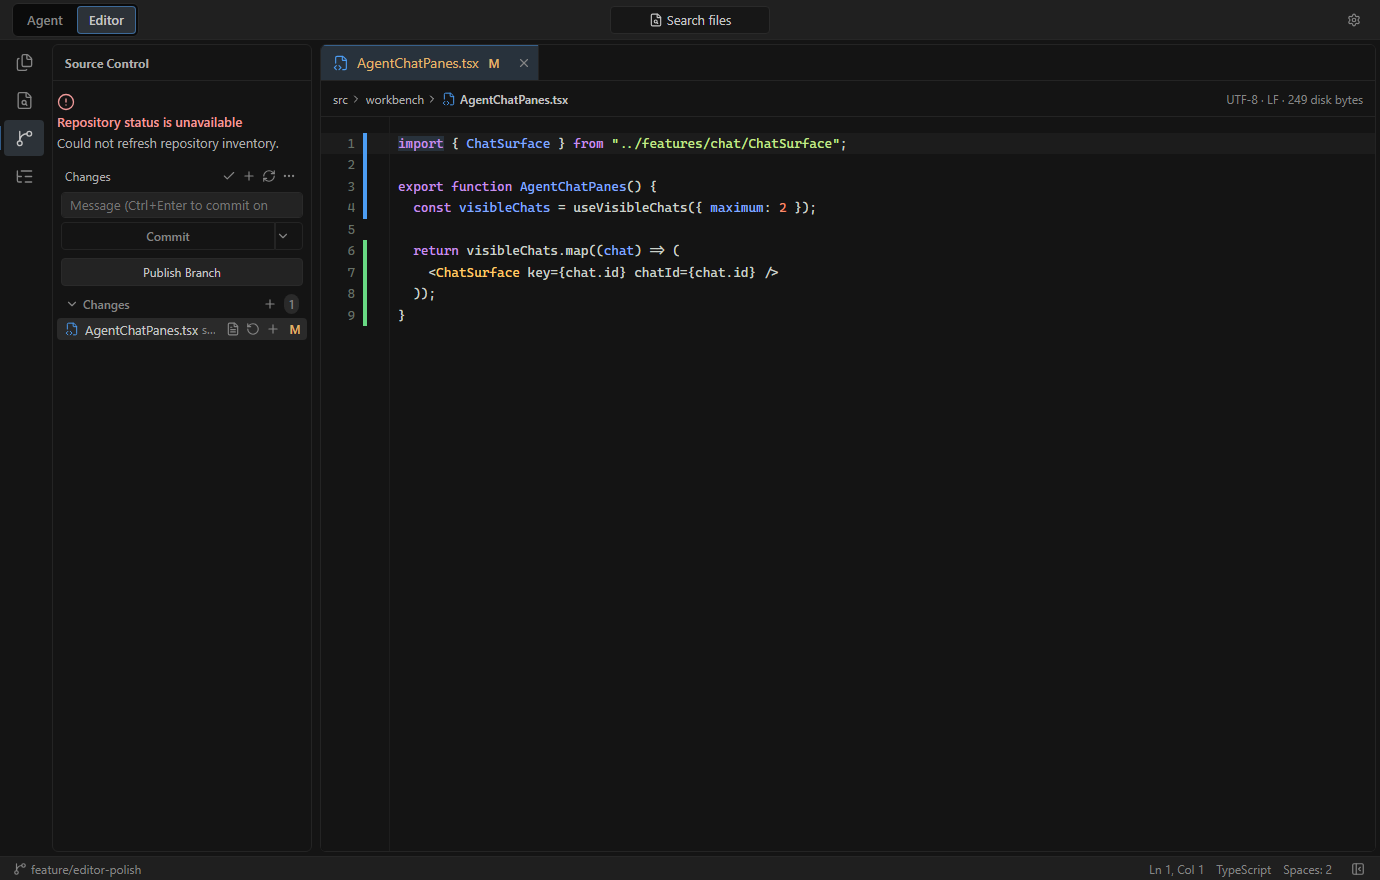 Agent Editor Search files
Source Control
Repository status is unavailable
Could not refresh repository inventory.
Changes
Message (Ctrl+Enter to commit on
Commit
Publish Branch
Changes 1
AgentChatPanes.tsx s... M
AgentChatPanes.tsx M
src workbench AgentChatPanes.tsx UTF-8 · LF · 249 disk bytes
1 import { ChatSurface } from "../features/chat/ChatSurface";
2
3 export function AgentChatPanes() {
4   const visibleChats = useVisibleChats({ maximum: 2 });
5
6   return visibleChats.map((chat) => (
7     <ChatSurface key={chat.id} chatId={chat.id} />
8   ));
9 }
feature/editor-polish Ln 1, Col 1 TypeScript Spaces: 2